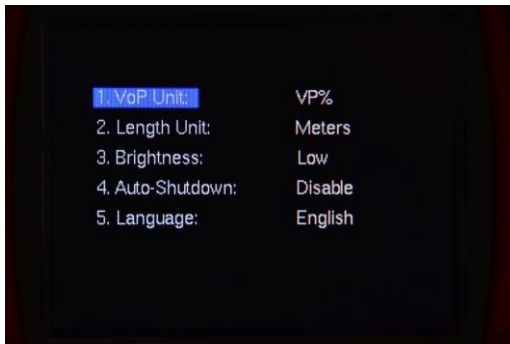 1. VoP Unit: VP%
2. Length Unit: Meters
3. Brightness: Low
4. Auto-Shutdown: Disable
5. Language: English